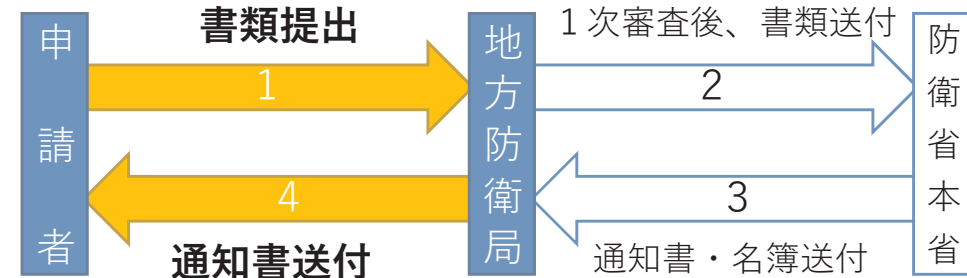 申請者
書類提出
1
4
通知書送付
地方防衛局
１次審査後、書類送付
2
3
通知書・名簿送付
防衛省本省